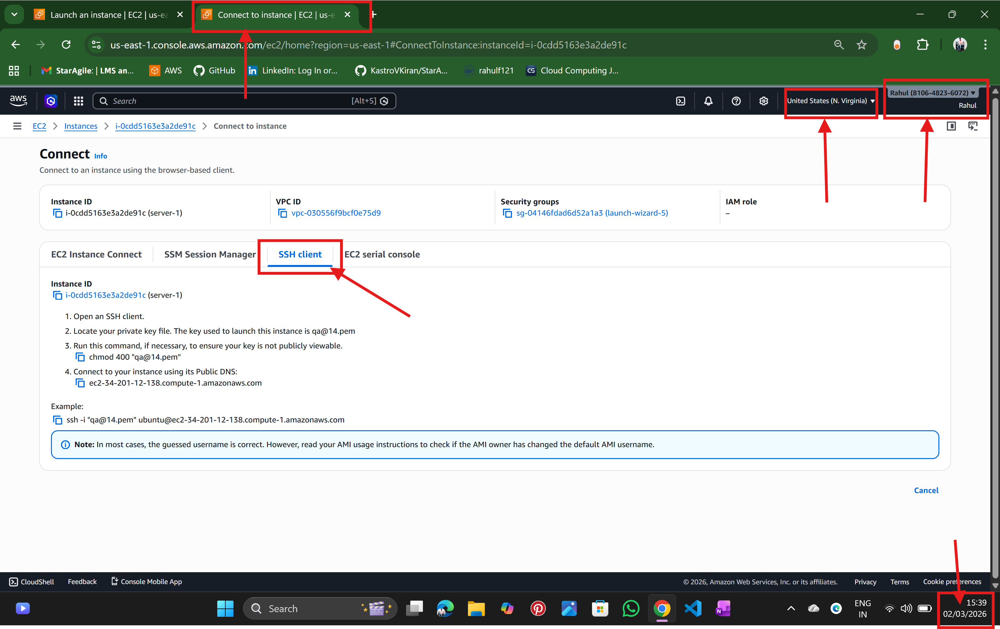 Launch an instance | EC2 | us-ea
Connect to instance | EC2 | us-e
us-east-1.console.aws.amazon.com/ec2/home?region=us-east-1#ConnectToInstance:instanceId=i-0cdd5163e3a2de91c
StarAgile: | LMS an...
AWS
GitHub
LinkedIn: Log In or...
KastroVKiran/StarA...
rahulf121
CS
Cloud Computing J...
aws
Search
[Alt+S]
United States (N. Virginia)
Rahul (8106-4823-6072)
Rahul
EC2 > Instances > i-0cdd5163e3a2de91c > Connect to instance
Connect Info
Connect to an instance using the browser-based client.
Instance ID
i-0cdd5163e3a2de91c (server-1)
VPC ID
vpc-030556f9bcf0e75d9
Security groups
sg-04146fdad6d52a1a3 (launch-wizard-5)
IAM role
–
EC2 Instance Connect
SSM Session Manager
SSH client
EC2 serial console
Instance ID
i-0cdd5163e3a2de91c (server-1)
1. Open an SSH client.
2. Locate your private key file. The key used to launch this instance is qa@14.pem
3. Run this command, if necessary, to ensure your key is not publicly viewable.
chmod 400 "qa@14.pem"
4. Connect to your instance using its Public DNS:
ec2-34-201-12-138.compute-1.amazonaws.com
Example:
ssh -i "qa@14.pem" ubuntu@ec2-34-201-12-138.compute-1.amazonaws.com
Note: In most cases, the guessed username is correct. However, read your AMI usage instructions to check if the AMI owner has changed the default AMI username.
Cancel
CloudShell
Feedback
Console Mobile App
© 2026, Amazon Web Services, Inc. or its affiliates.
Privacy
Terms
Cookie preferences
Search
ENG
IN
15:39
02/03/2026